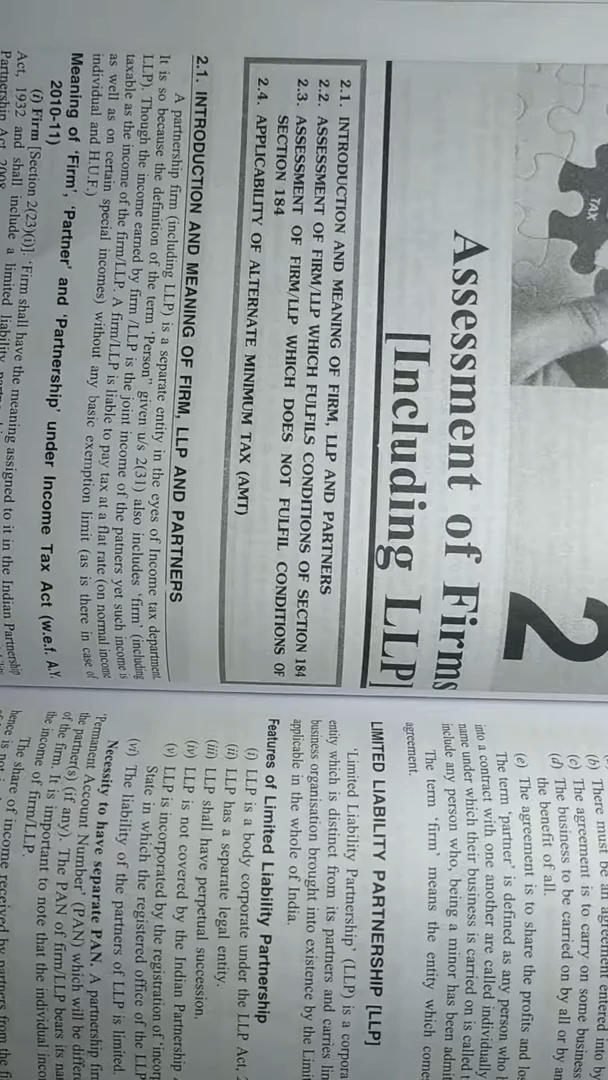 TAX
2
Assessment of Firms
[Including LLP]
2.1. INTRODUCTION AND MEANING OF FIRM, LLP AND PARTNERS
2.2. ASSESSMENT OF FIRM/LLP WHICH FULFILS CONDITIONS OF SECTION 184
2.3. ASSESSMENT OF FIRM/LLP WHICH DOES NOT FULFIL CONDITIONS OF
SECTION 184
2.4. APPLICABILITY OF ALTERNATE MINIMUM TAX (AMT)
2.1. INTRODUCTION AND MEANING OF FIRM, LLP AND PARTNERS
A partnership firm (including LLP) is a separate entity in the eyes of Income tax department.
It is so because the definition of the term 'Person" given u/s 2(31) also includes 'firm' (including
LLP). Though the income earned by firm /LLP is the joint income of the patners yet such income is
taxable as the income of the firm/LLP. A firm/LLP is liable to pay tax at a flat rate (on normal income
as well as on certain special incomes) without any basic exemption limit (as is there in case of
individual and H.U.F.)
Meaning of 'Firm', 'Partner' and 'Partnership' under Income Tax Act (w.e.f. A.Y.
2010-11)
(i) Firm [Section 2(23)(i)]. 'Firm shall have the meaning assigned to it in the Indian Partnership
Act, 1932 and shall include a limited liability
Partnership Act, 2008
(b) There must be an agreement entered into by
(c) The agreement is to carry on some business
(d) The business to be carried on by all or by an
the benefit of all.
(e) The agreement is to share the profits and lo
The term 'partner' is defined as any person who
into a contract with one another are called individually
name under which their business is carried on is called t
include any person who, being a minor has been admi
The term 'firm' means the entity which come
agreement.
LIMITED LIABILITY PARTNERSHIP [LLP]
'Limited Liability Partnership' (LLP) is a corpora
entity which is distinct from its partners and carries lim
business organisation brought into existence by the Limi
applicable in the whole of India.
Features of Limited Liability Partnership
(i) LLP is a body corporate under the LLP Act, 2
(ii) LLP has a separate legal entity.
(iii) LLP shall have perpetual succession.
(iv) LLP is not covered by the Indian Partnership
(v) LLP is incorporated by the registration of 'incorp
State in which the registered office of the LLP
(vi) The liability of the partners of LLP is limited.
Necessity to have separate PAN. A partnership fir
'Permanent Account Number' (PAN) which will be differe
the partner(s) (if any). The PAN of firm/LLP bears its na
of the firm. It is important to note that the individual inco
the income of firm/LLP.
The share of income received by partners from the fi
hence is not